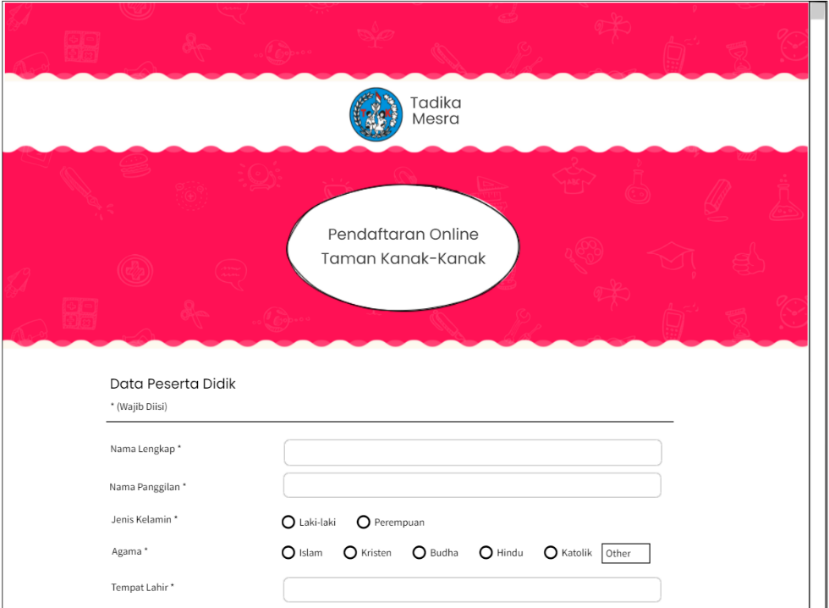 Tadika
Mesra
Pendaftaran Online
Taman Kanak-Kanak
Data Peserta Didik
* (Wajib Diisi)
Nama Lengkap *
Nama Panggilan *
Jenis Kelamin *
Laki-laki Perempuan
Agama *
Islam Kristen Budha Hindu Katolik Other
Tempat Lahir *